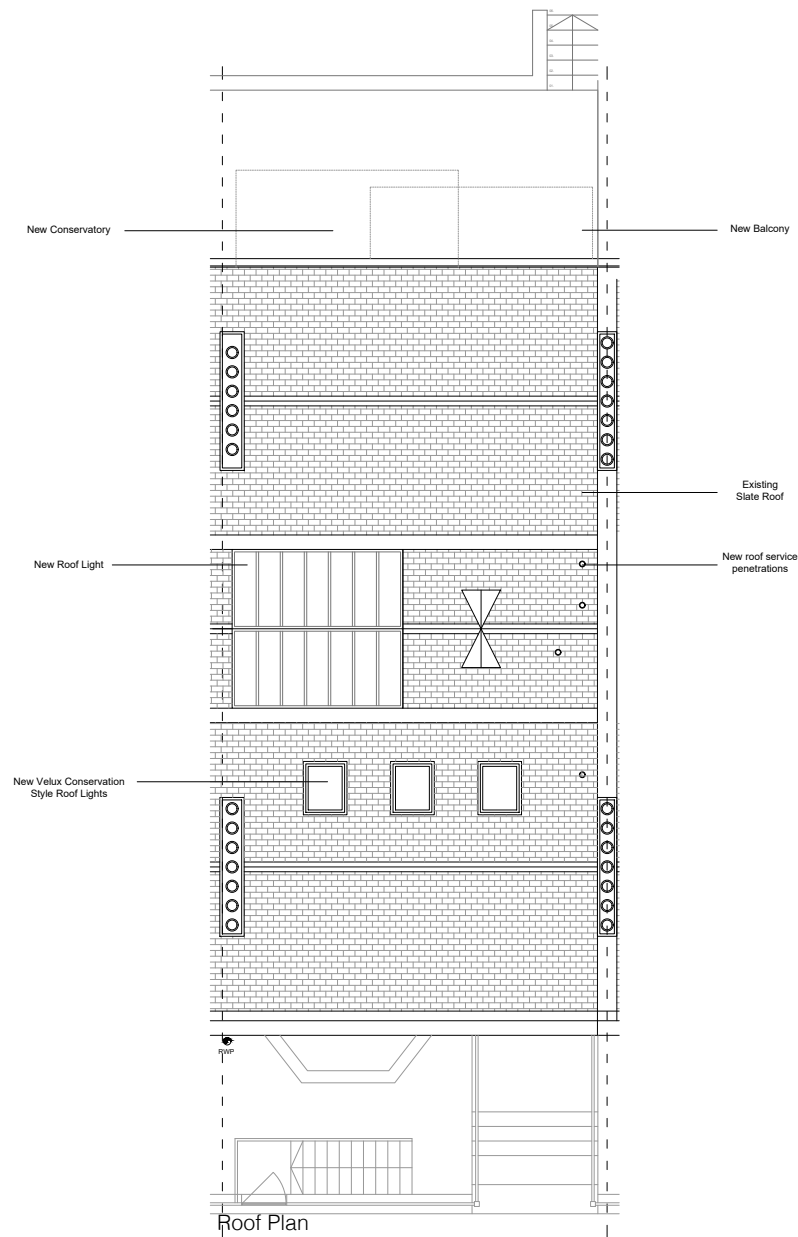 New Conservatory
New Balcony
Existing
Slate Roof
New Roof Light
New roof service
penetrations
New Velux Conservation
Style Roof Lights
RWP
Roof Plan